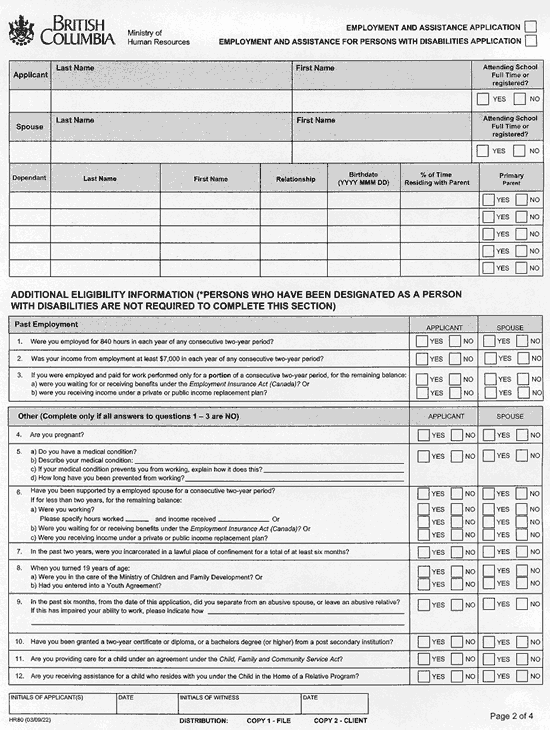 BRITISH
COLUMBIA
Ministry of
Human Resources
EMPLOYMENT AND ASSISTANCE APPLICATION
EMPLOYMENT AND ASSISTANCE FOR PERSONS WITH DISABILITIES APPLICATION
Applicant
Last Name
First Name
Attending School
Full Time or
registered?
YES NO
Spouse
Last Name
First Name
Attending School
Full Time or
registered?
YES NO
Dependant
Last Name
First Name
Relationship
Birthdate
(YYYY MMM DD)
% of Time
Residing with Parent
Primary
Parent
YES NO
YES NO
YES NO
YES NO
YES NO
ADDITIONAL ELIGIBILITY INFORMATION (*PERSONS WHO HAVE BEEN DESIGNATED AS A PERSON
WITH DISABILITIES ARE NOT REQUIRED TO COMPLETE THIS SECTION)
Past Employment
APPLICANT
SPOUSE
1. Were you employed for 840 hours in each year of any consecutive two-year period? YES NO YES NO
2. Was your income from employment at least $7,000 in each year of any consecutive two-year period? YES NO YES NO
3. If you were employed and paid for work performed only for a portion of a consecutive two-year period, for the remaining balance:
a) were you waiting for or receiving benefits under the Employment Insurance Act (Canada)? Or YES NO YES NO
b) were you receiving income under a private or public income replacement plan? YES NO YES NO
Other (Complete only if all answers to questions 1 – 3 are NO)
APPLICANT
SPOUSE
4. Are you pregnant? YES NO YES NO
5. a) Do you have a medical condition? YES NO YES NO
b) Describe your medical condition:
c) If your medical condition prevents you from working, explain how it does this?
d) How long have you been prevented from working?
6. Have you been supported by a employed spouse for a consecutive two-year period? YES NO YES NO
If for less than two years, for the remaining balance:
a) Were you working? YES NO YES NO
Please specify hours worked and income received Or
b) Were you waiting for or receiving benefits under the Employment Insurance Act (Canada)? Or YES NO YES NO
c) Were you receiving income under a private or public income replacement plan? YES NO YES NO
7. In the past two years, were you incarcerated in a lawful place of confinement for a total of at least six months? YES NO YES NO
8. When you turned 19 years of age:
a) Were you in the care of the Ministry of Children and Family Development? Or YES NO YES NO
b) Had you entered into a Youth Agreement? YES NO YES NO
9. In the past six months, from the date of this application, did you separate from an abusive spouse, or leave an abusive relative? YES NO YES NO
If this has impaired your ability to work, please indicate how
10. Have you been granted a two-year certificate or diploma, or a bachelors degree (or higher) from a post secondary institution? YES NO YES NO
11. Are you providing care for a child under an agreement under the Child, Family and Community Service Act? YES NO YES NO
12. Are you receiving assistance for a child who resides with you under the Child in the Home of a Relative Program? YES NO YES NO
INITIALS OF APPLICANT(S)
DATE
INITIALS OF WITNESS
DATE
HR80 (03/09/22)
DISTRIBUTION: COPY 1 - FILE COPY 2 - CLIENT
Page 2 of 4